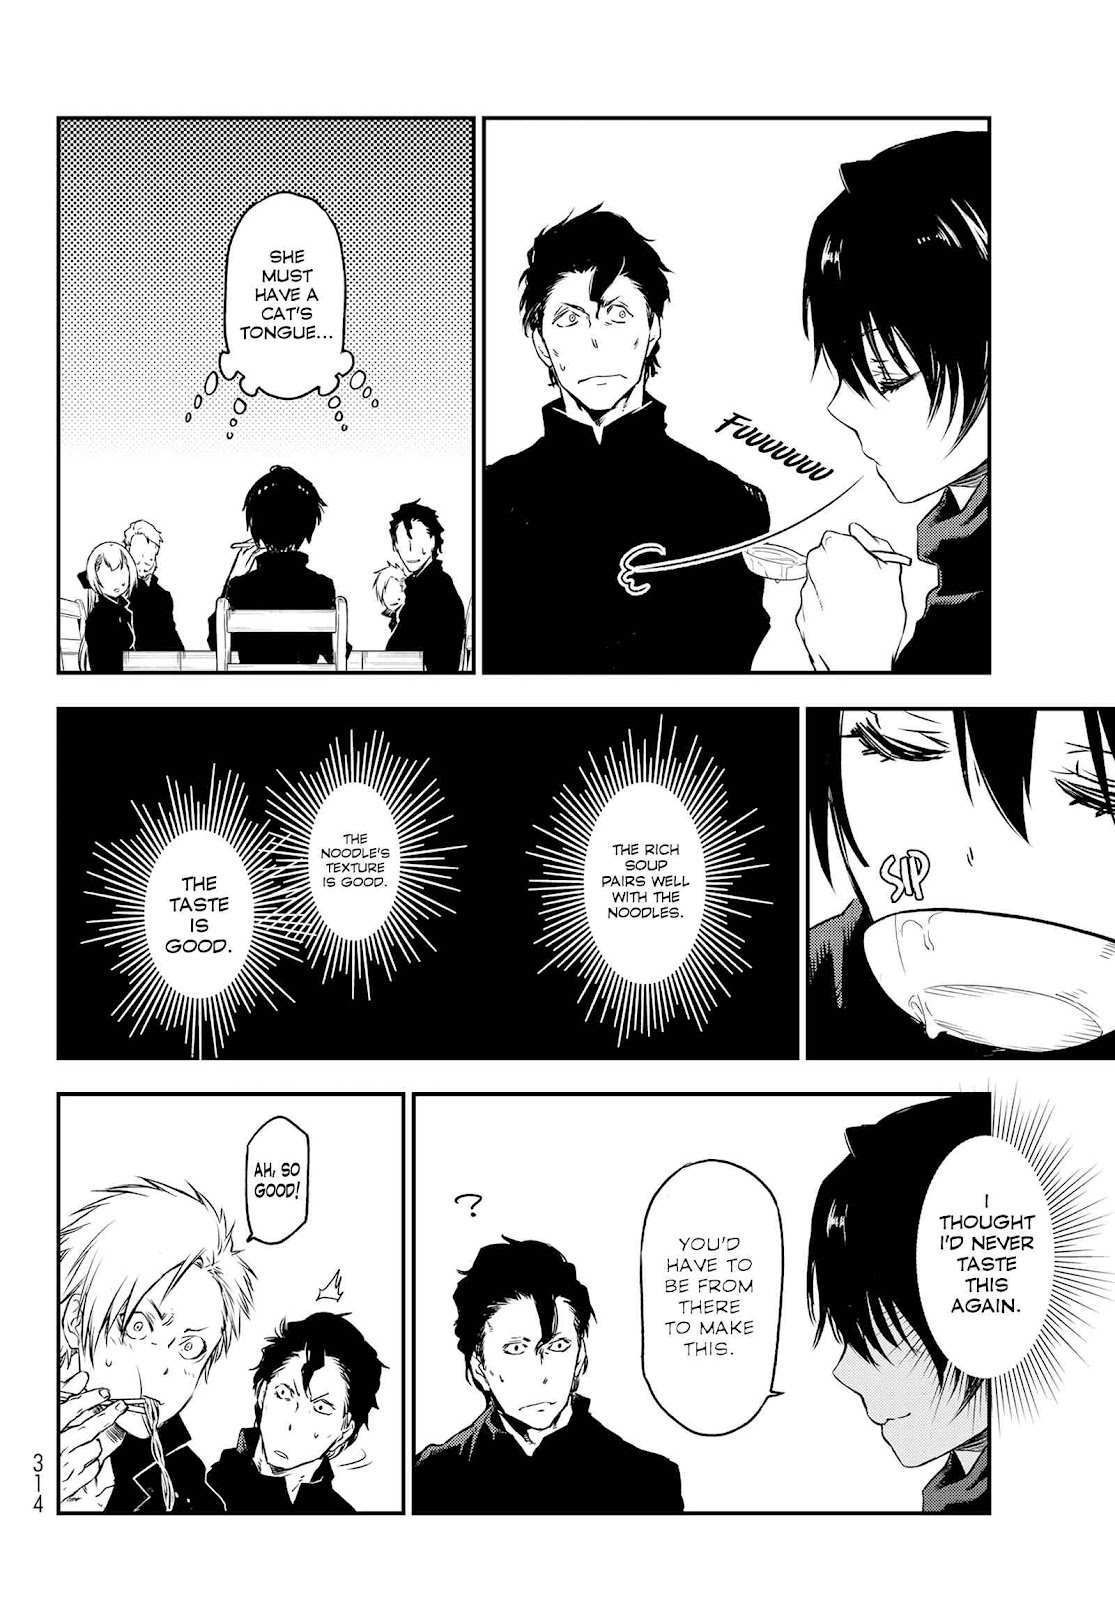 FUUUUUUU
SHE
MUST
HAVE A
CAT'S
TONGUE...
SIP
THE RICH
SOUP
PAIRS WELL
WITH THE
NOODLES.
THE
NOODLE'S
TEXTURE
IS GOOD.
THE
TASTE
IS
GOOD.
I
THOUGHT
I'D NEVER
TASTE
THIS
AGAIN.
YOU'D
HAVE TO
BE FROM
THERE
TO MAKE
THIS.
?
AH, SO
GOOD!
314